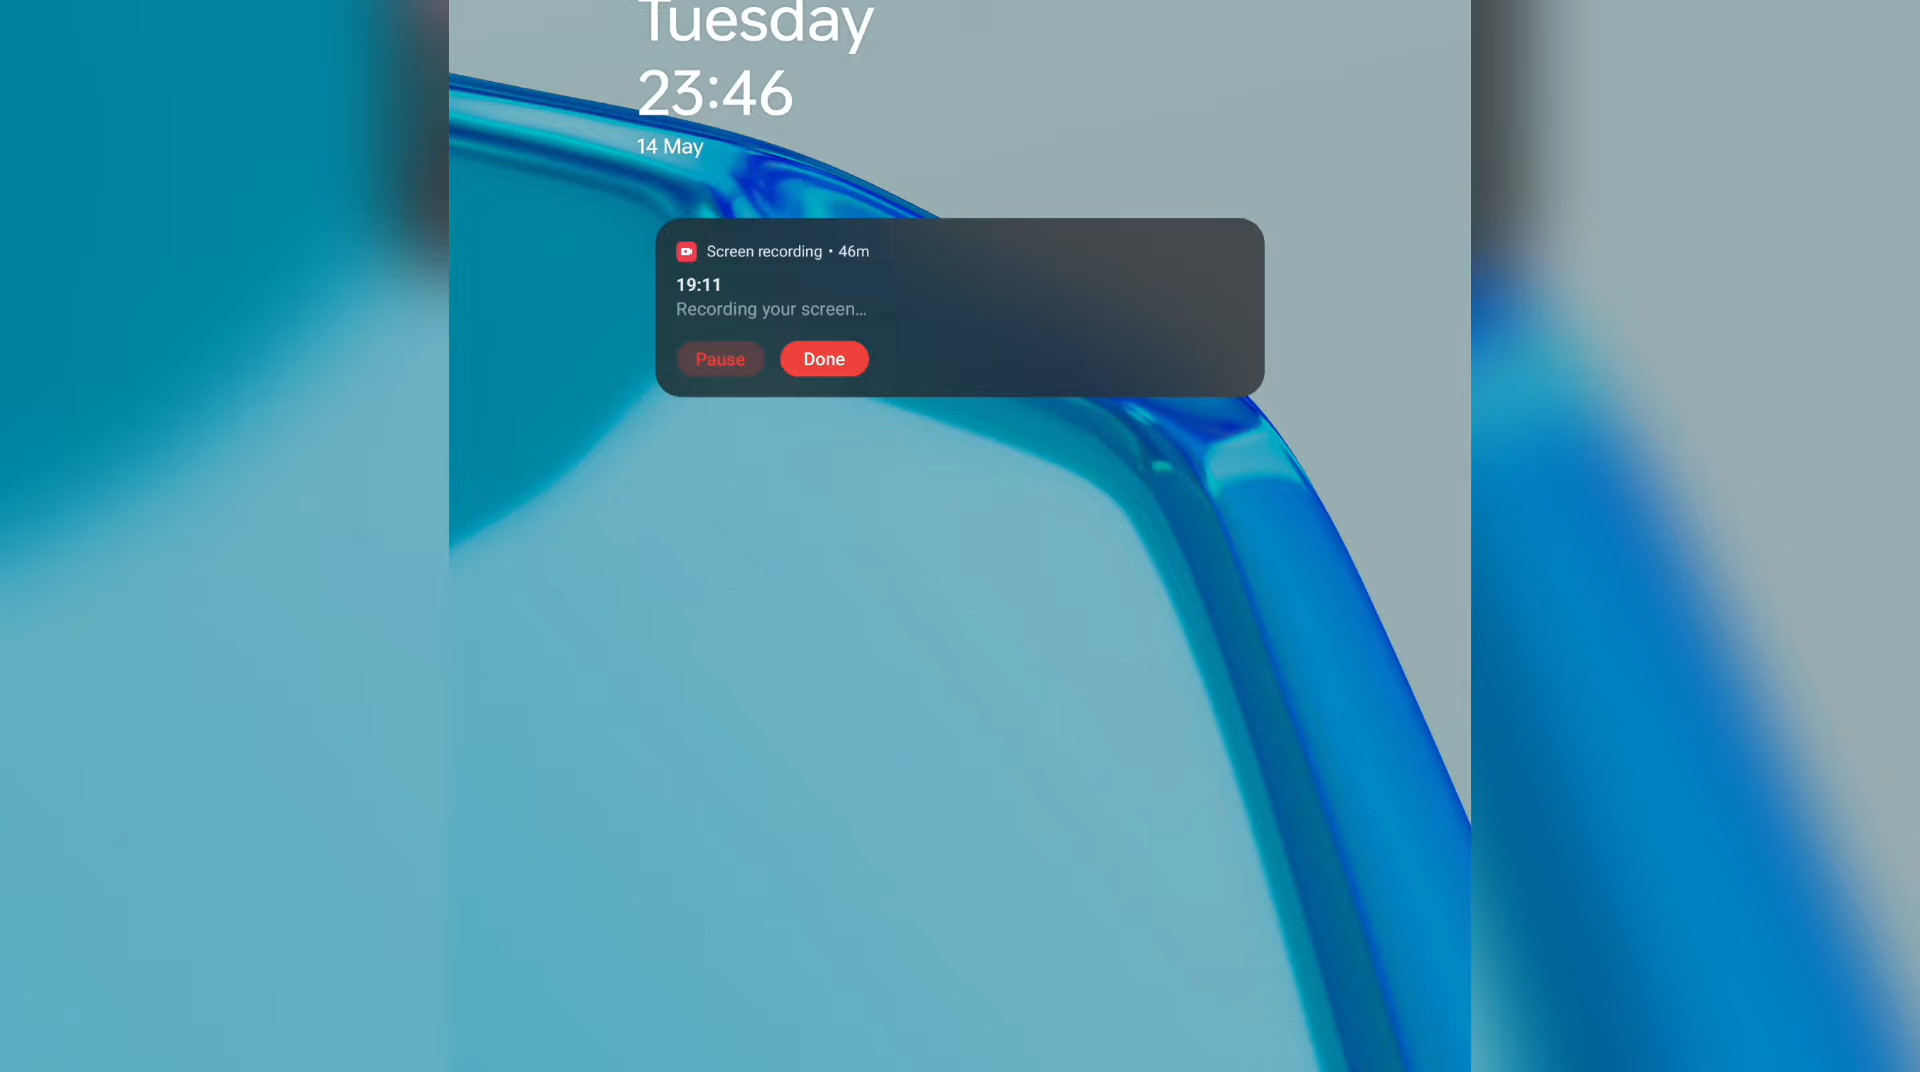 Tuesday
23:46
14 May
Screen recording • 46m
19:11
Recording your screen...
Pause Done